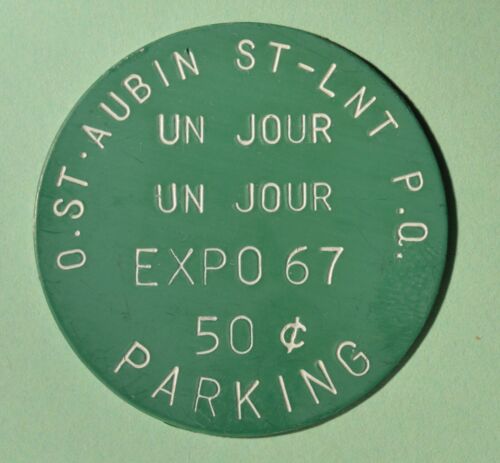 O.ST.AUBIN ST-LNT P.Q.
UN JOUR
UN JOUR
EXPO 67
50 ¢
PARKING